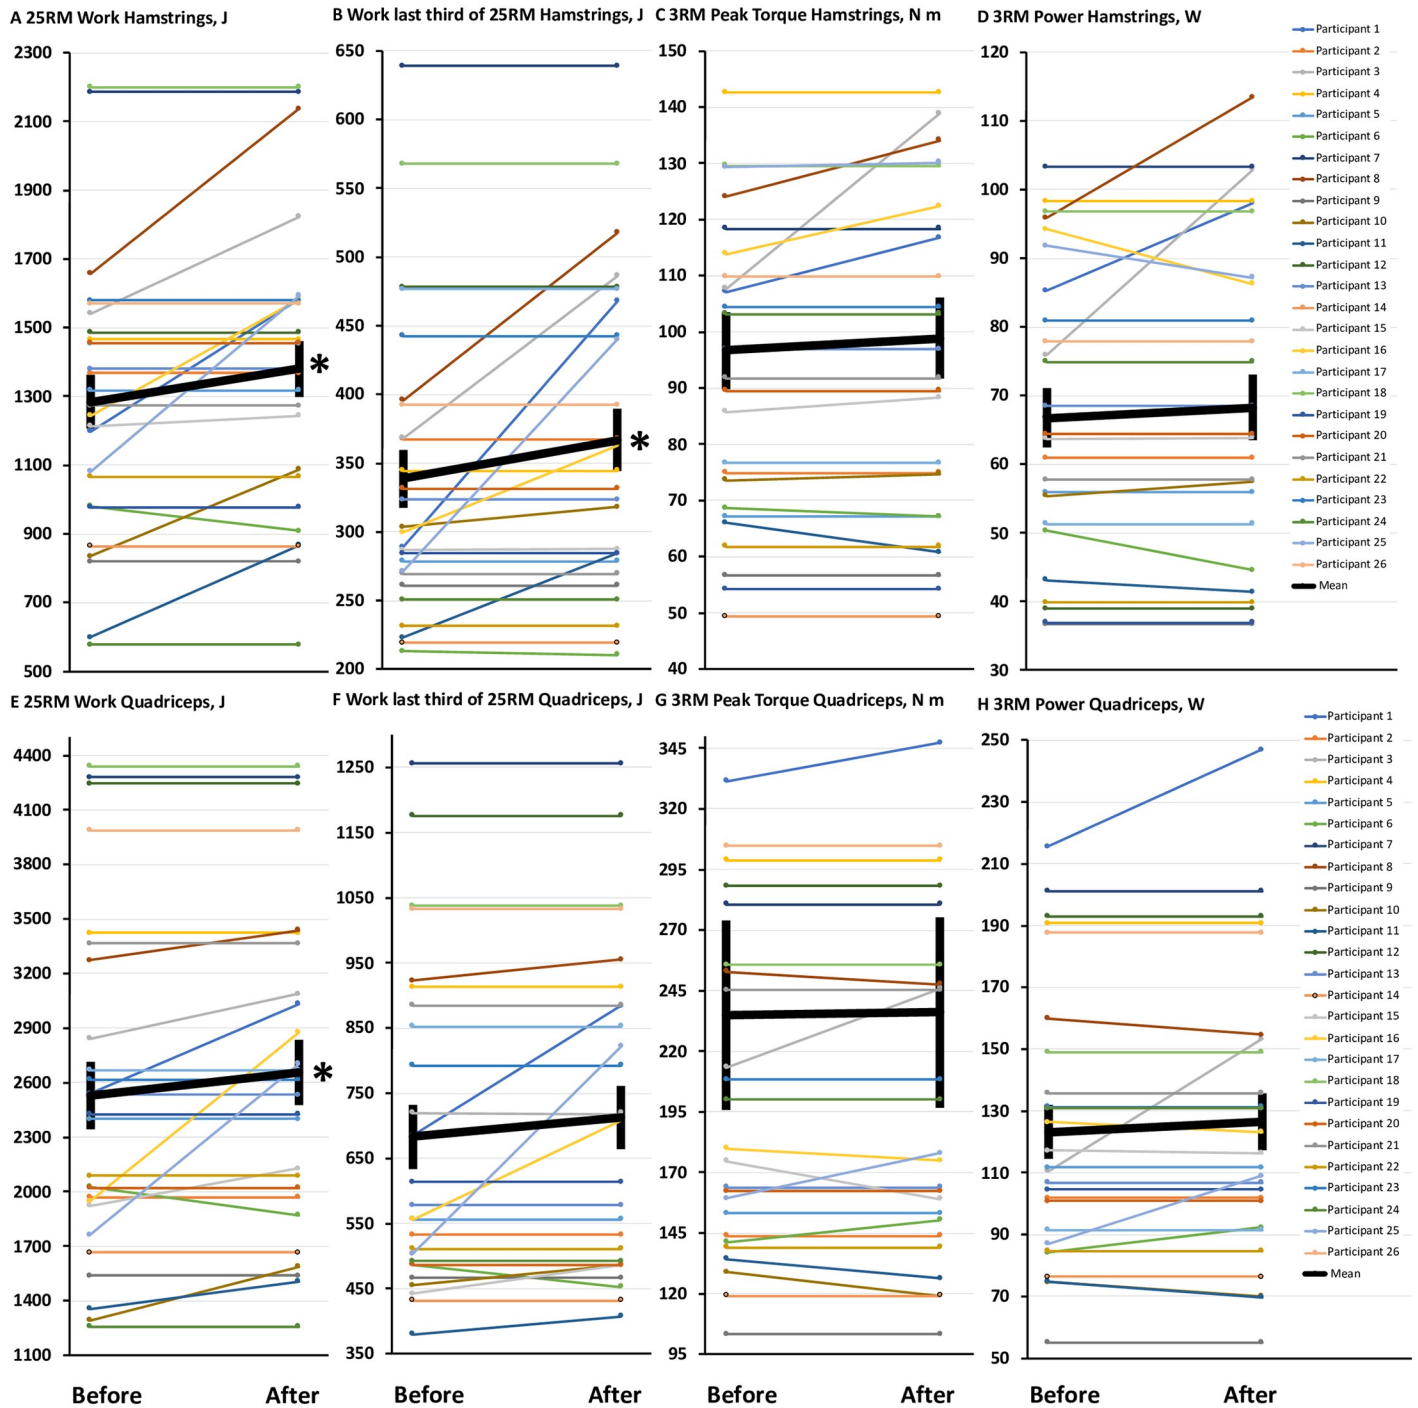 A Work Hamstrings, J
B Work last third of 25RM Hamstrings, J
C 3RM Peak Torque Hamstrings, N m
D 3RM Power Hamstrings, W
2300
2100
1900
1700
1500
1300
1100
900
700
500
*
650
600
550
500
450
400
350
300
250
200
*
150
140
130
120
110
100
90
80
70
60
50
40
120
110
100
90
80
70
60
50
40
30
Participant 1
Participant 2
Participant 3
Participant 4
Participant 5
Participant 6
Participant 7
Participant 8
Participant 9
Participant 10
Participant 11
Participant 12
Participant 13
Participant 14
Participant 15
Participant 16
Participant 17
Participant 18
Participant 19
Participant 20
Participant 21
Participant 22
Participant 23
Participant 24
Participant 25
Participant 26
Mean
E 25RM Work Quadriceps, J
F Work last third of 25RM Quadriceps, J
G 3RM Peak Torque Quadriceps, N m
H 3RM Power Quadriceps, W
4400
4100
3800
3500
3200
2900
2600
2300
2000
1700
1400
1100
*
1250
1150
1050
950
850
750
650
550
450
350
345
320
295
270
245
220
195
170
145
120
95
250
230
210
190
170
150
130
110
90
70
50
Participant 1
Participant 2
Participant 3
Participant 4
Participant 5
Participant 6
Participant 7
Participant 8
Participant 9
Participant 10
Participant 11
Participant 12
Participant 13
Participant 14
Participant 15
Participant 16
Participant 17
Participant 18
Participant 19
Participant 20
Participant 21
Participant 22
Participant 23
Participant 24
Participant 25
Participant 26
Mean
Before After
Before After
Before After
Before After